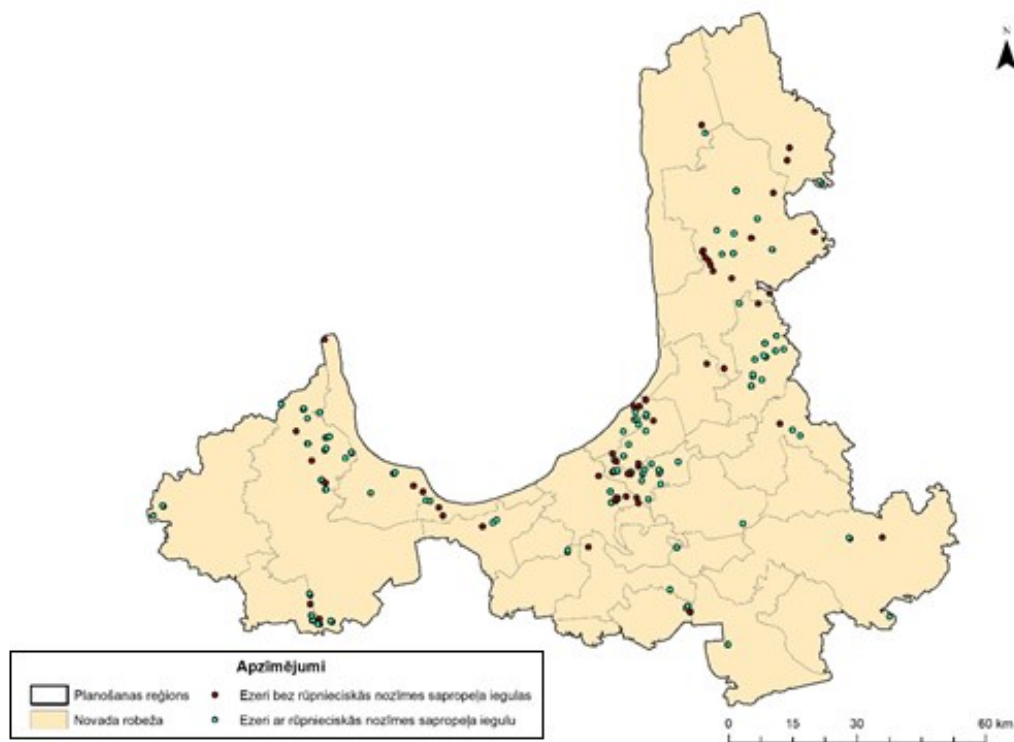 N
Apzīmējumi
Plānošanas reģions
Ezeri bez rūpnieciskās nozīmes sapropeļa iegulas
Novada robeža
Ezeri ar rūpnieciskās nozīmes sapropeļa iegulu
0 15 30 60 km